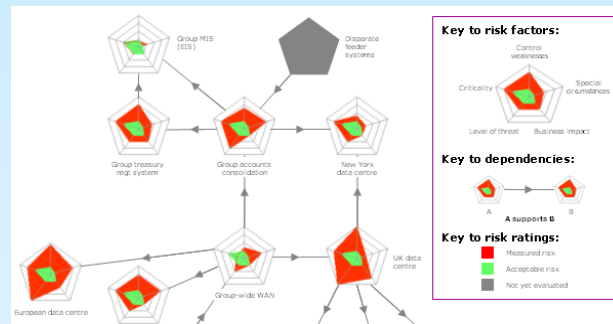 Group MIS
(EIS)
Disparate
feeder
systems
Group treasury
mgt system
Group accounts
consolidation
New York
data centre
UK data
centre
Group-wide WAN
European data centre
Key to risk factors:
Control
weaknesses
Criticality
Special
circumstances
Level of threat
Business impact
Key to dependencies:
A
B
A supports B
Key to risk ratings:
Measured risk
Acceptable risk
Not yet evaluated